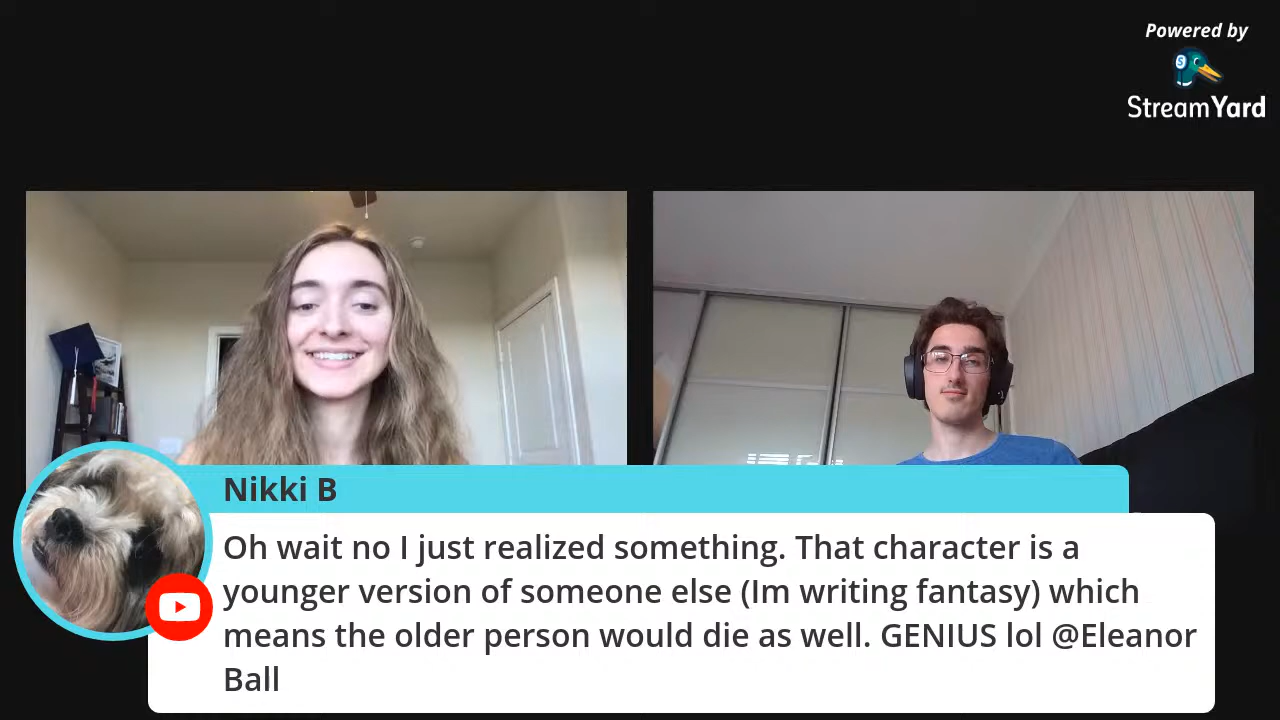 Powered by
StreamYard
Nikki B
Oh wait no I just realized something. That character is a
younger version of someone else (Im writing fantasy) which
means the older person would die as well. GENIUS lol @Eleanor
Ball